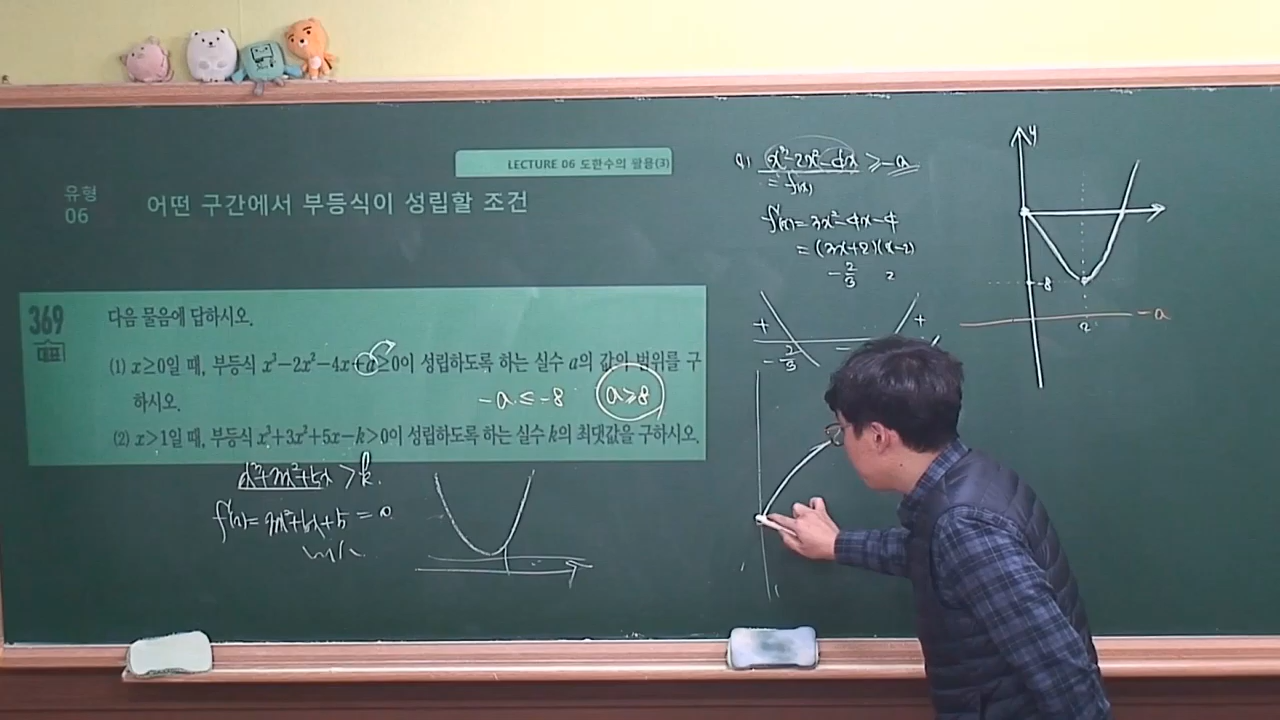 LECTURE 06 도함수의 활용(3)
유형
06
어떤 구간에서 부등식이 성립할 조건
369
대표
다음 물음에 답하시오.
(1) x≥0일 때, 부등식 x³−2x²−4x+a≥0이 성립하도록 하는 실수 a의 값의 범위를 구
하시오.
-a ≤ -8
a≥8
(2) x>1일 때, 부등식 x³+3x²+5x−k>0이 성립하도록 하는 실수 k의 최댓값을 구하시오.
x³+3x²+5x >k.
f'(x)=3x²+6x+5 = 0
x³-2x²-4x ≥ -a
= f(x)
f'(x)=3x²-4x-4
=(3x+2)(x-2)
-2/3 2
+ +
-2/3
y
-8
2
-a